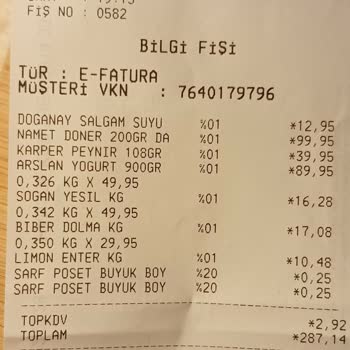 FİŞ NO : 0582
BİLGİ FİŞİ
TÜR : E-FATURA
MÜŞTERİ VKN : 7640179796
DOGANAY SALGAM SUYU %01 *12,95
NAMET DONER 200GR DA %01 *99,95
KARPER PEYNIR 108GR %01 *39,95
ARSLAN YOGURT 900GR %01 *89,95
0,326 KG X 49,95
SOGAN YESIL KG %01 *16,28
0,342 KG X 49,95
BIBER DOLMA KG %01 *17,08
0,350 KG X 29,95
LIMON ENTER KG %01 *10,48
SARF POSET BUYUK BOY %20 *0,25
SARF POSET BUYUK BOY %20 *0,25
TOPKDV *2,92
TOPLAM *287,14